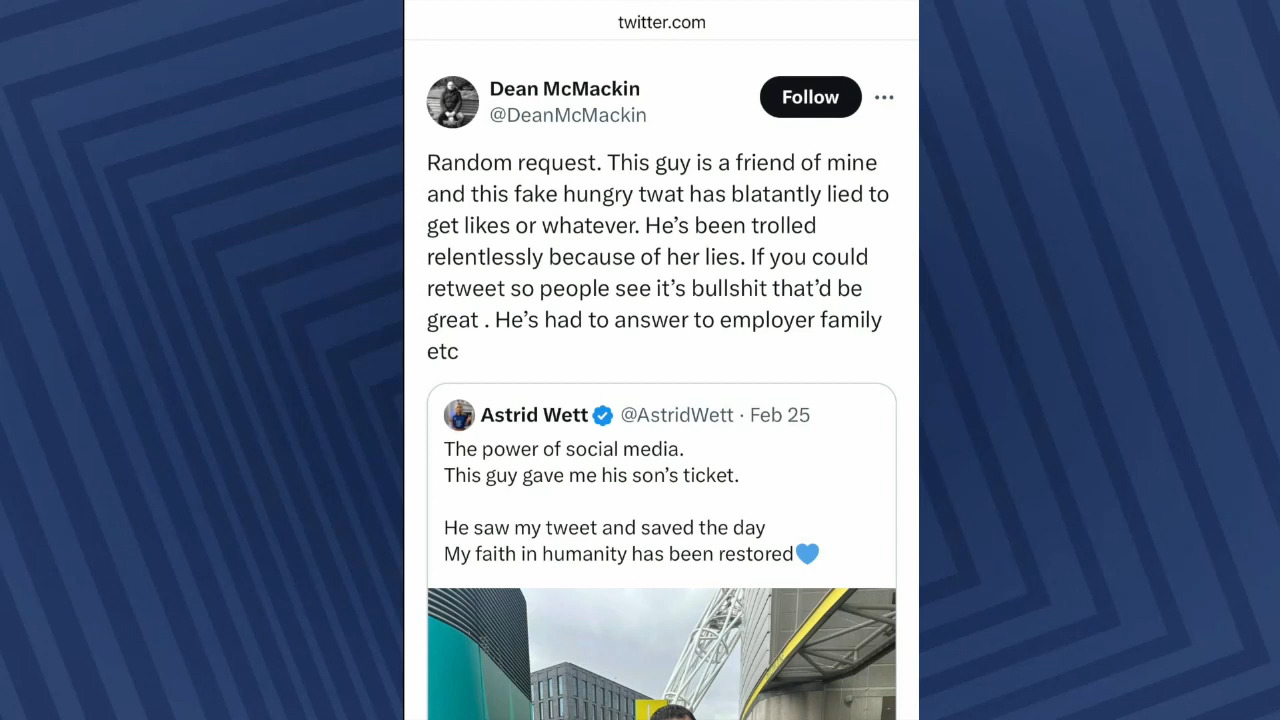 twitter.com
Dean McMackin
@DeanMcMackin
Follow
Random request. This guy is a friend of mine
and this fake hungry twat has blatantly lied to
get likes or whatever. He’s been trolled
relentlessly because of her lies. If you could
retweet so people see it’s bullshit that’d be
great . He’s had to answer to employer family
etc
Astrid Wett @AstridWett · Feb 25
The power of social media.
This guy gave me his son’s ticket.
He saw my tweet and saved the day
My faith in humanity has been restored💙